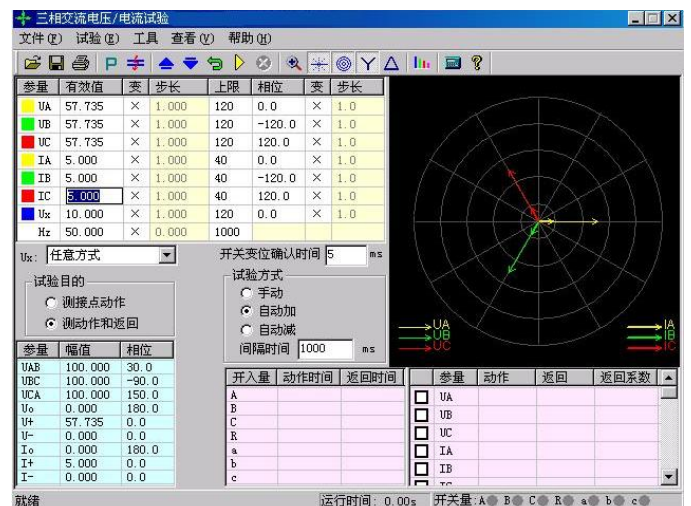 三相交流电压/电流试验
文件(F) 试验(E) 工具 查看(V) 帮助(H)
参量 有效值 变 步长 上限 相位 变 步长
UA 57.735 × 1.000 120 0.0 × 1.0
UB 57.735 × 1.000 120 -120.0 × 1.0
UC 57.735 × 1.000 120 120.0 × 1.0
IA 5.000 × 1.000 40 0.0 × 1.0
IB 5.000 × 1.000 40 -120.0 × 1.0
IC 5.000 × 1.000 40 120.0 × 1.0
Ux 10.000 × 1.000 120 0.0 × 1.0
Hz 50.000 × 0.000 1000
Ux: 任意方式 开关变位确认时间 5 ms
试验目的
测接点动作
测动作和返回
试验方式
手动
自动加
自动减
间隔时间 1000 ms
UA
UB
UC
IA
IB
IC
参量 幅值 相位
UAB 100.000 30.0
UBC 100.000 -90.0
UCA 100.000 150.0
Uo 0.000 180.0
U+ 57.735 0.0
U- 0.000 0.0
Io 0.000 180.0
I+ 5.000 0.0
I- 0.000 0.0
开入量 动作时间 返回时间
A
B
C
R
a
b
c
参量 动作 返回 返回系数
UA
UB
UC
IA
IB
就绪 运行时间: 0.00s 开关量:A B C R a b c